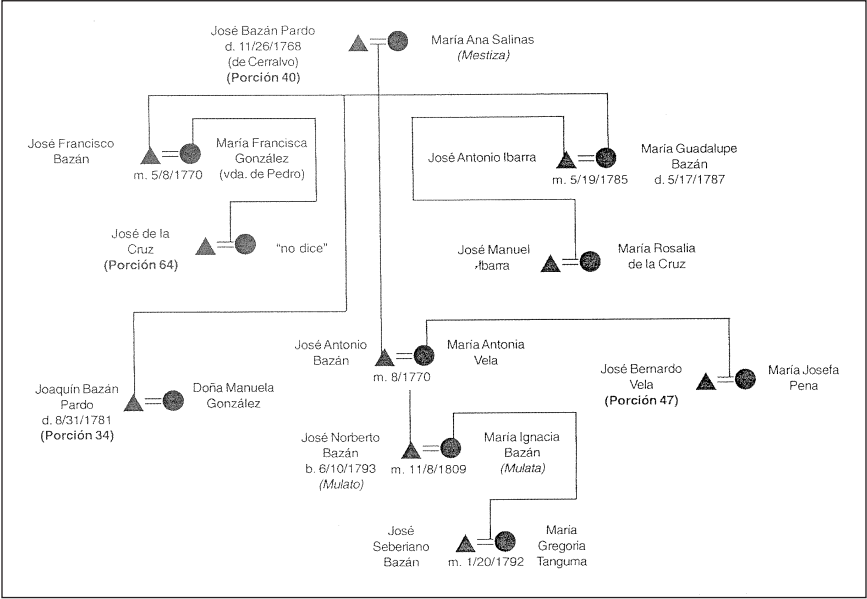 José Bazán Pardo
d. 11/26/1768
(de Cerralvo)
(Porción 40)
María Ana Salinas
(Mestiza)
José Francisco
Bazán
m. 5/8/1770
María Francisca
González
(vda. de Pedro)
José Antonio Ibarra
m. 5/19/1785
María Guadalupe
Bazán
d. 5/17/1787
José de la
Cruz
(Porción 64)
"no dice"
José Manuel
Ibarra
María Rosalia
de la Cruz
José Antonio
Bazán
m. 8/1770
María Antonia
Vela
José Bernardo
Vela
(Porción 47)
María Josefa
Pena
Joaquín Bazán
Pardo
d. 8/31/1781
(Porción 34)
Doña Manuela
González
José Norberto
Bazán
b. 6/10/1793
(Mulato)
m. 11/8/1809
María Ignacia
Bazán
(Mulata)
José
Seberiano
Bazán
m. 1/20/1792
María
Gregoria
Tanguma